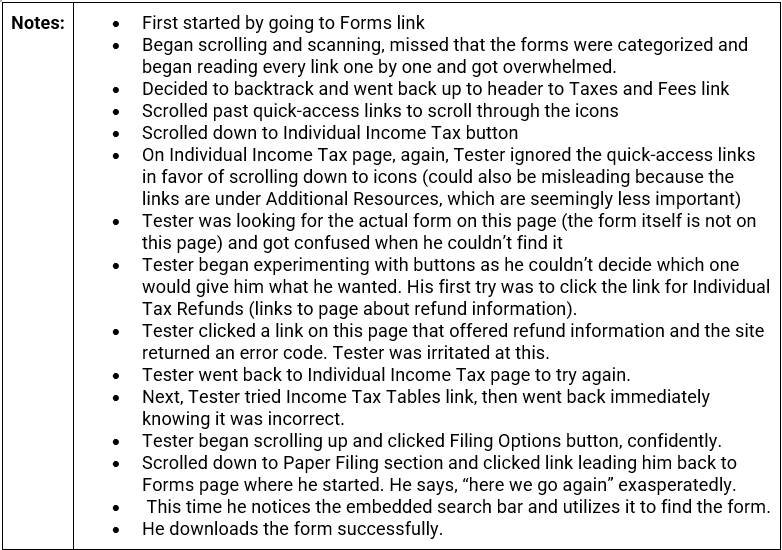 Notes:
• First started by going to Forms link
• Began scrolling and scanning, missed that the forms were categorized and
began reading every link one by one and got overwhelmed.
• Decided to backtrack and went back up to header to Taxes and Fees link
• Scrolled past quick-access links to scroll through the icons
• Scrolled down to Individual Income Tax button
• On Individual Income Tax page, again, Tester ignored the quick-access links
in favor of scrolling down to icons (could also be misleading because the
links are under Additional Resources, which are seemingly less important)
• Tester was looking for the actual form on this page (the form itself is not on
this page) and got confused when he couldn’t find it
• Tester began experimenting with buttons as he couldn’t decide which one
would give him what he wanted. His first try was to click the link for Individual
Tax Refunds (links to page about refund information).
• Tester clicked a link on this page that offered refund information and the site
returned an error code. Tester was irritated at this.
• Tester went back to Individual Income Tax page to try again.
• Next, Tester tried Income Tax Tables link, then went back immediately
knowing it was incorrect.
• Tester began scrolling up and clicked Filing Options button, confidently.
• Scrolled down to Paper Filing section and clicked link leading him back to
Forms page where he started. He says, “here we go again” exasperatedly.
• This time he notices the embedded search bar and utilizes it to find the form.
• He downloads the form successfully.